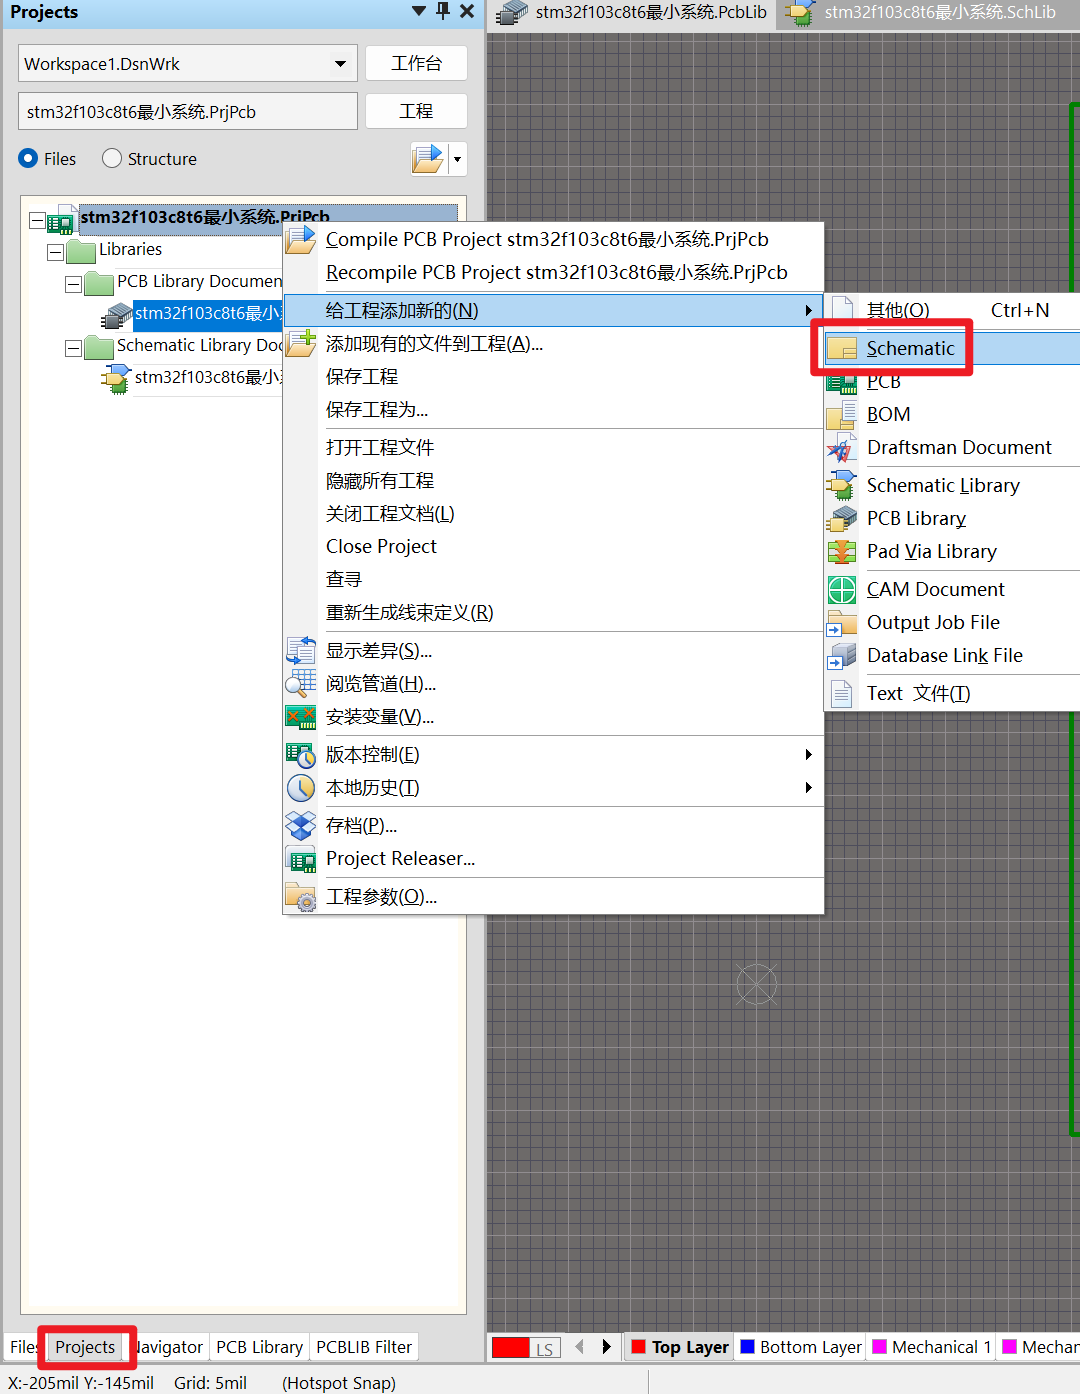 Projects
stm32f103c8t6最小系统.PcbLib
stm32f103c8t6最小系统.SchLib
Workspace1.DsnWrk
工作台
stm32f103c8t6最小系统.PrjPcb
工程
Files
Structure
stm32f103c8t6最小系统.PrjPcb
Libraries
PCB Library Documen
stm32f103c8t6最小
Schematic Library Do
stm32f103c8t6最小
Compile PCB Project stm32f103c8t6最小系统.PrjPcb
Recompile PCB Project stm32f103c8t6最小系统.PrjPcb
给工程添加新的(N)
添加现有的文件到工程(A)...
保存工程
保存工程为...
打开工程文件
隐藏所有工程
关闭工程文档(L)
Close Project
查寻
重新生成线束定义(R)
显示差异(S)...
阅览管道(H)...
安装变量(V)...
版本控制(E)
本地历史(T)
存档(P)...
Project Releaser...
工程参数(O)...
其他(O) Ctrl+N
Schematic
PCB
BOM
Draftsman Document
Schematic Library
PCB Library
Pad Via Library
CAM Document
Output Job File
Database Link File
Text 文件(T)
Files
Projects
Navigator
PCB Library
PCBLIB Filter
LS
Top Layer
Bottom Layer
Mechanical 1
Mechan
X:-205mil Y:-145mil Grid: 5mil (Hotspot Snap)